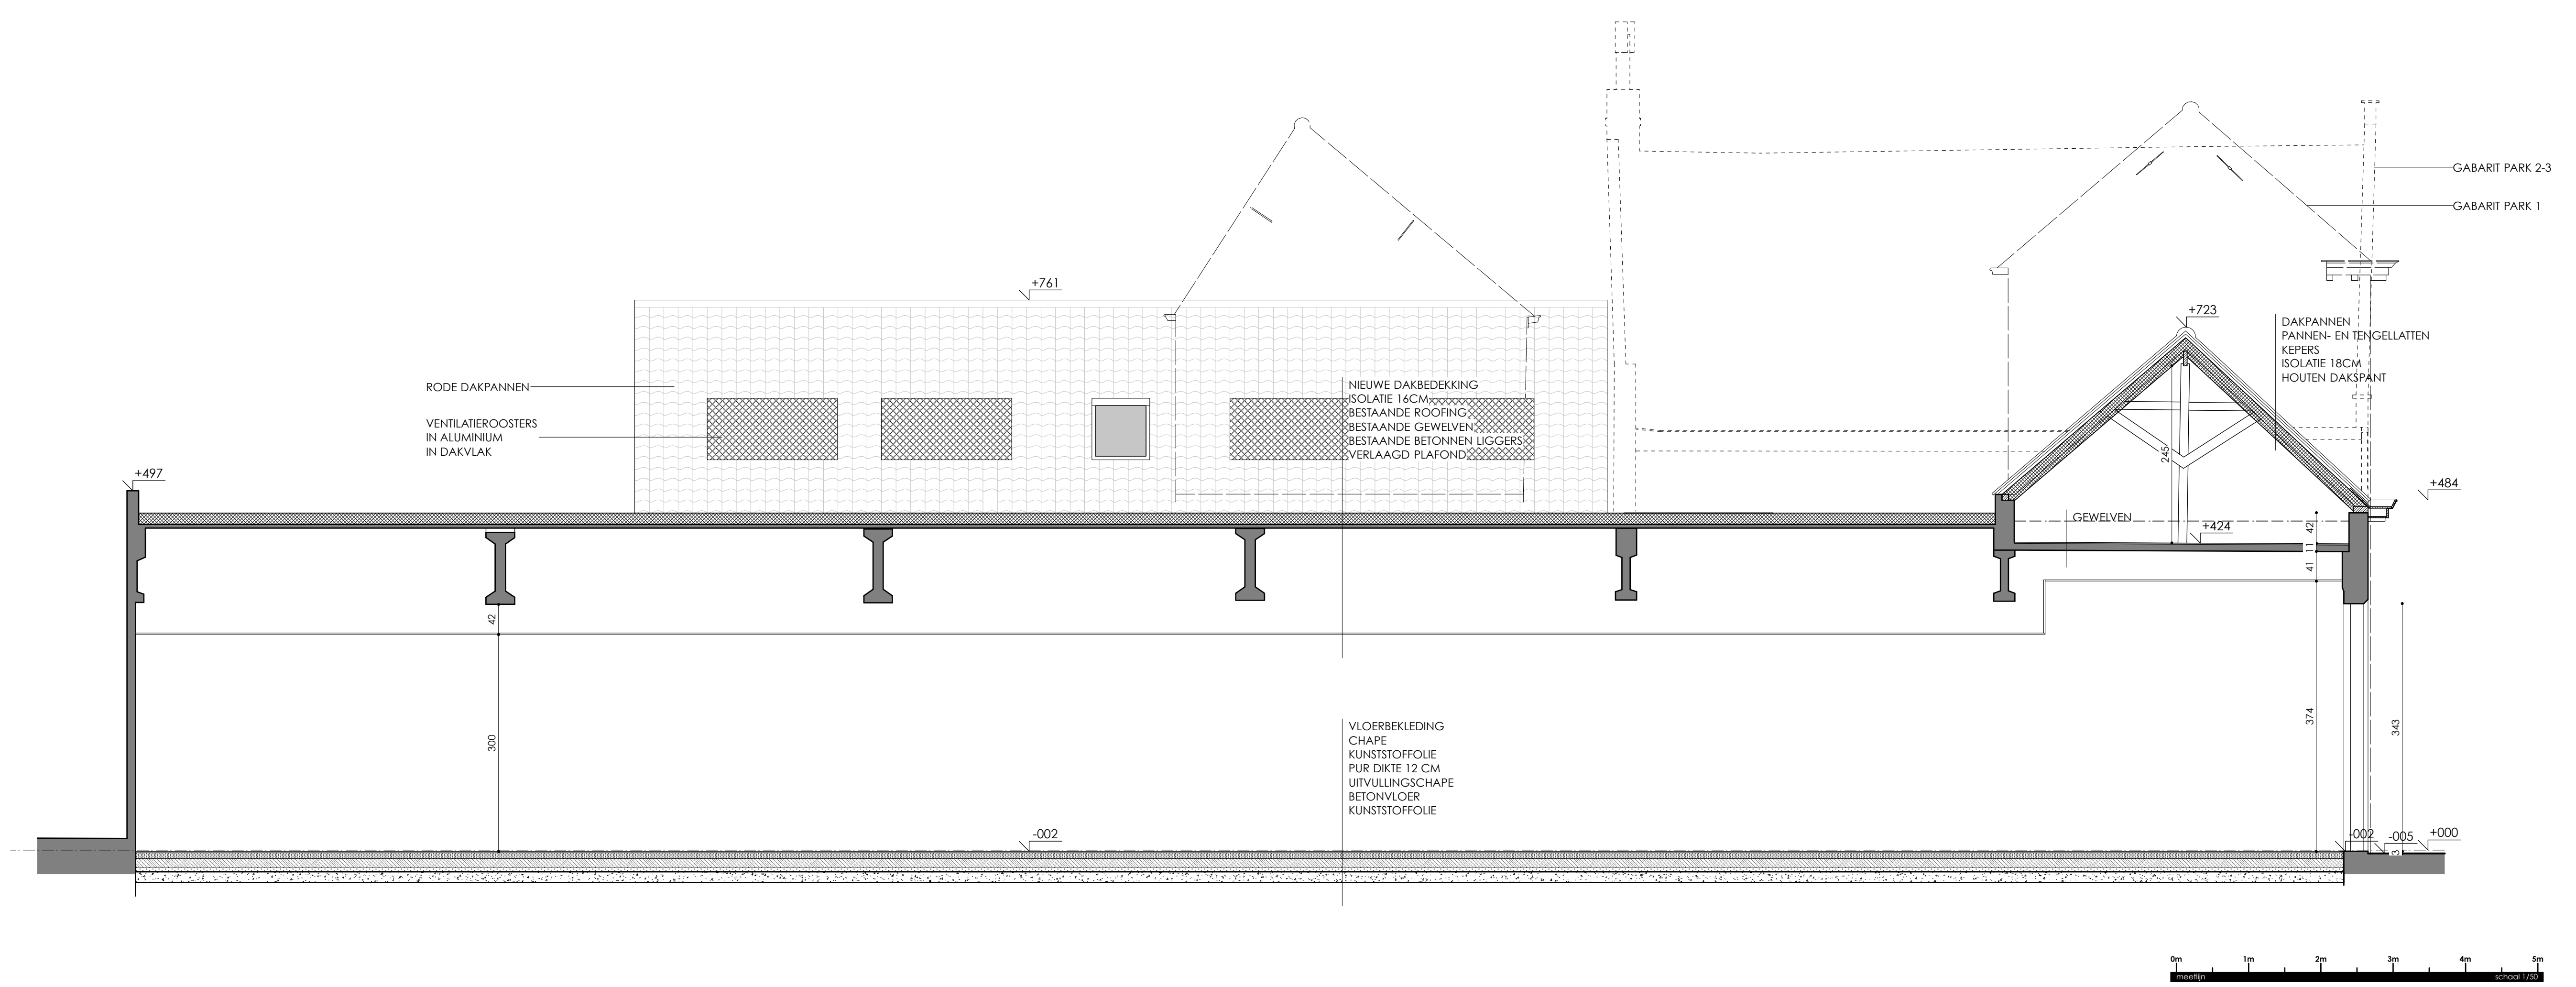 GABARIT PARK 2-3
GABARIT PARK 1
+761
+723
DAKPANNEN
PANNEN- EN TENGELLATTEN
KEPERS
ISOLATIE 18CM
HOUTEN DAKSPANT
RODE DAKPANNEN
VENTILATIEROOSTERS
IN ALUMINIUM
IN DAKVLAK
NIEUWE DAKBEDEKKING
ISOLATIE 16CM
BESTAANDE ROOFING
BESTAANDE GEWELVEN
BESTAANDE BETONNEN LIGGERS
VERLAAGD PLAFOND
245
+497
+484
GEWELVEN
+424
42
11
41
42
300
374
343
VLOERBEKLEDING
CHAPE
KUNSTSTOFFOLIE
PUR DIKTE 12 CM
UITVULLINGSCHAPE
BETONVLOER
KUNSTSTOFFOLIE
-002
-002
-005
+000
3
0m 1m 2m 3m 4m 5m
meetlijn schaal 1/50